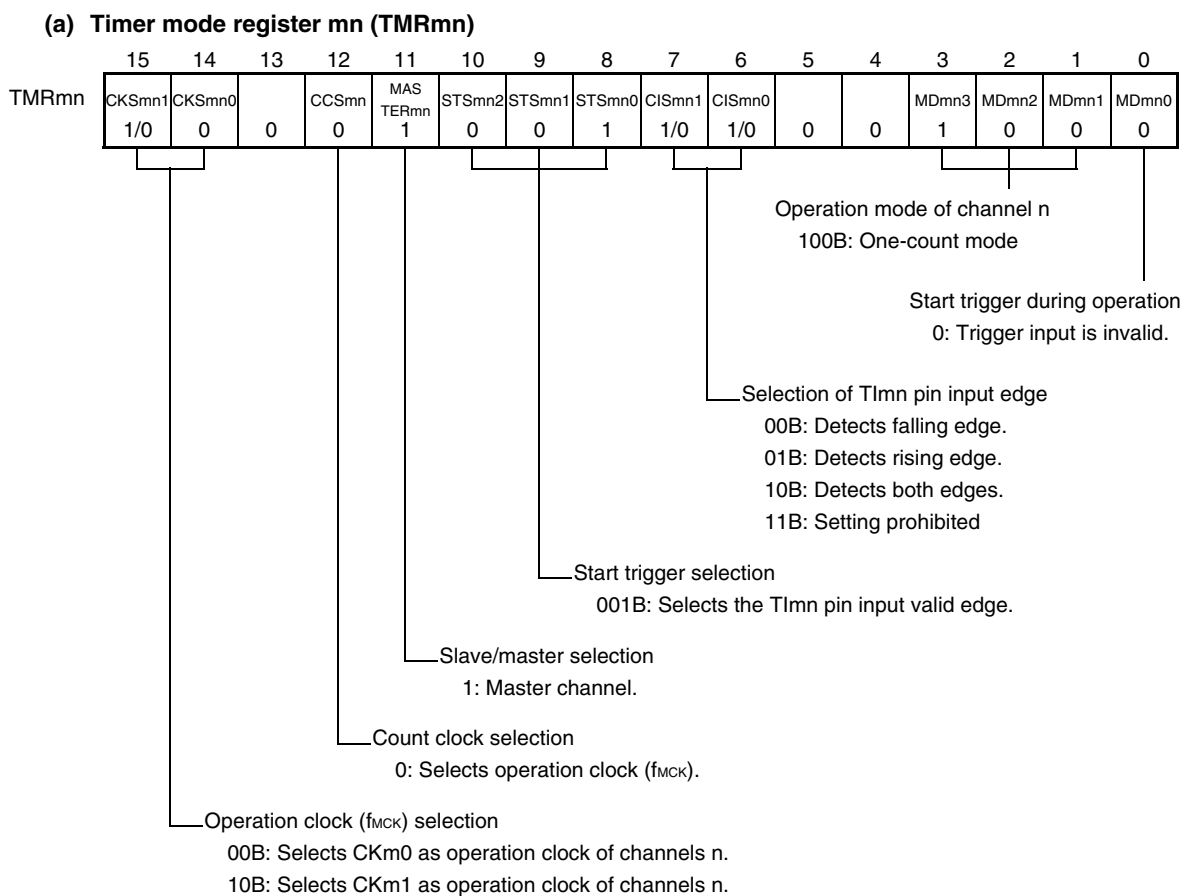 (a) Timer mode register mn (TMRmn)
15 14 13 12 11 10 9 8 7 6 5 4 3 2 1 0
TMRmn CKSmn1 CKSmn0 CCSmn MAS TERmn STSmn2 STSmn1 STSmn0 CISmn1 CISmn0 MDmn3 MDmn2 MDmn1 MDmn0
1/0 0 0 0 1 0 0 1 1/0 1/0 0 0 1 0 0 0
Operation mode of channel n
100B: One-count mode
Start trigger during operation
0: Trigger input is invalid.
Selection of TImn pin input edge
00B: Detects falling edge.
01B: Detects rising edge.
10B: Detects both edges.
11B: Setting prohibited
Start trigger selection
001B: Selects the TImn pin input valid edge.
Slave/master selection
1: Master channel.
Count clock selection
0: Selects operation clock (fMCK).
Operation clock (fMCK) selection
00B: Selects CKm0 as operation clock of channels n.
10B: Selects CKm1 as operation clock of channels n.